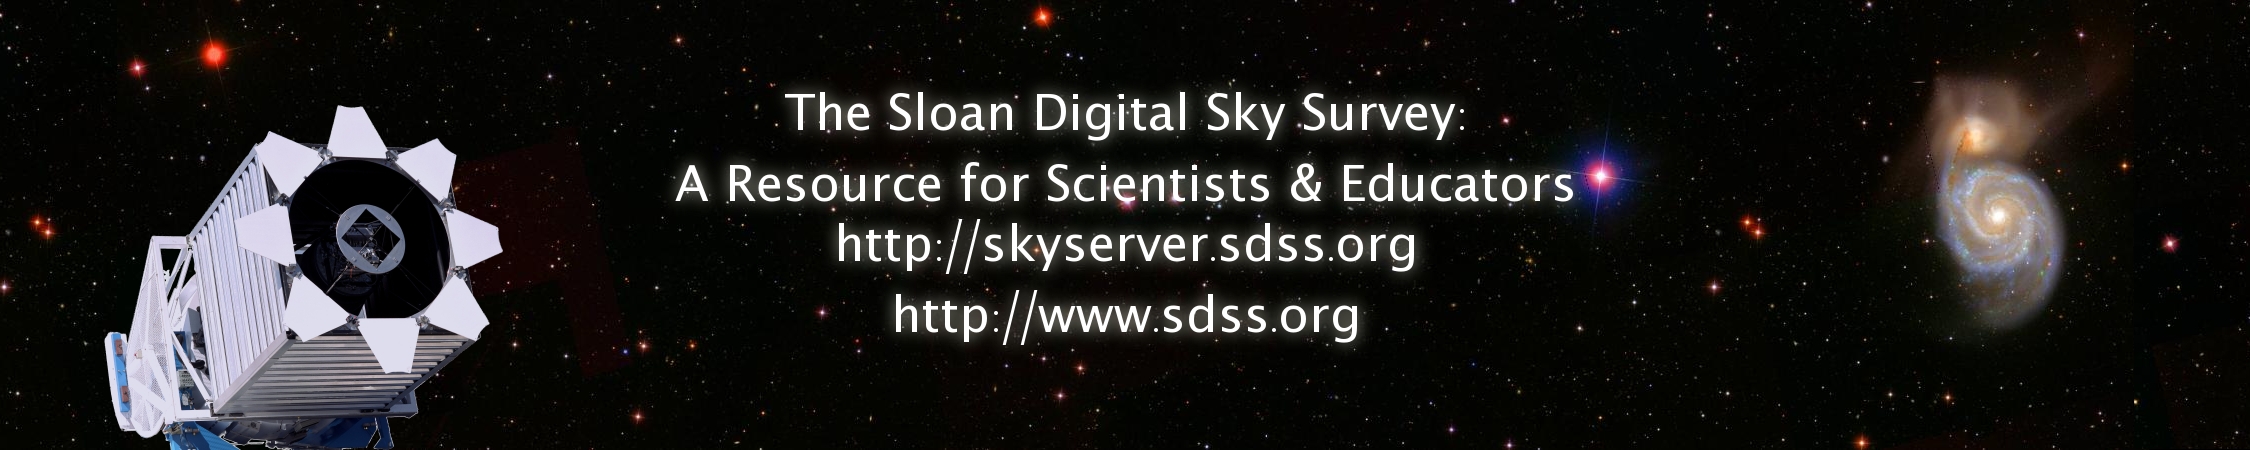 The Sloan Digital Sky Survey:
A Resource for Scientists & Educators
http://skyserver.sdss.org
http://www.sdss.org